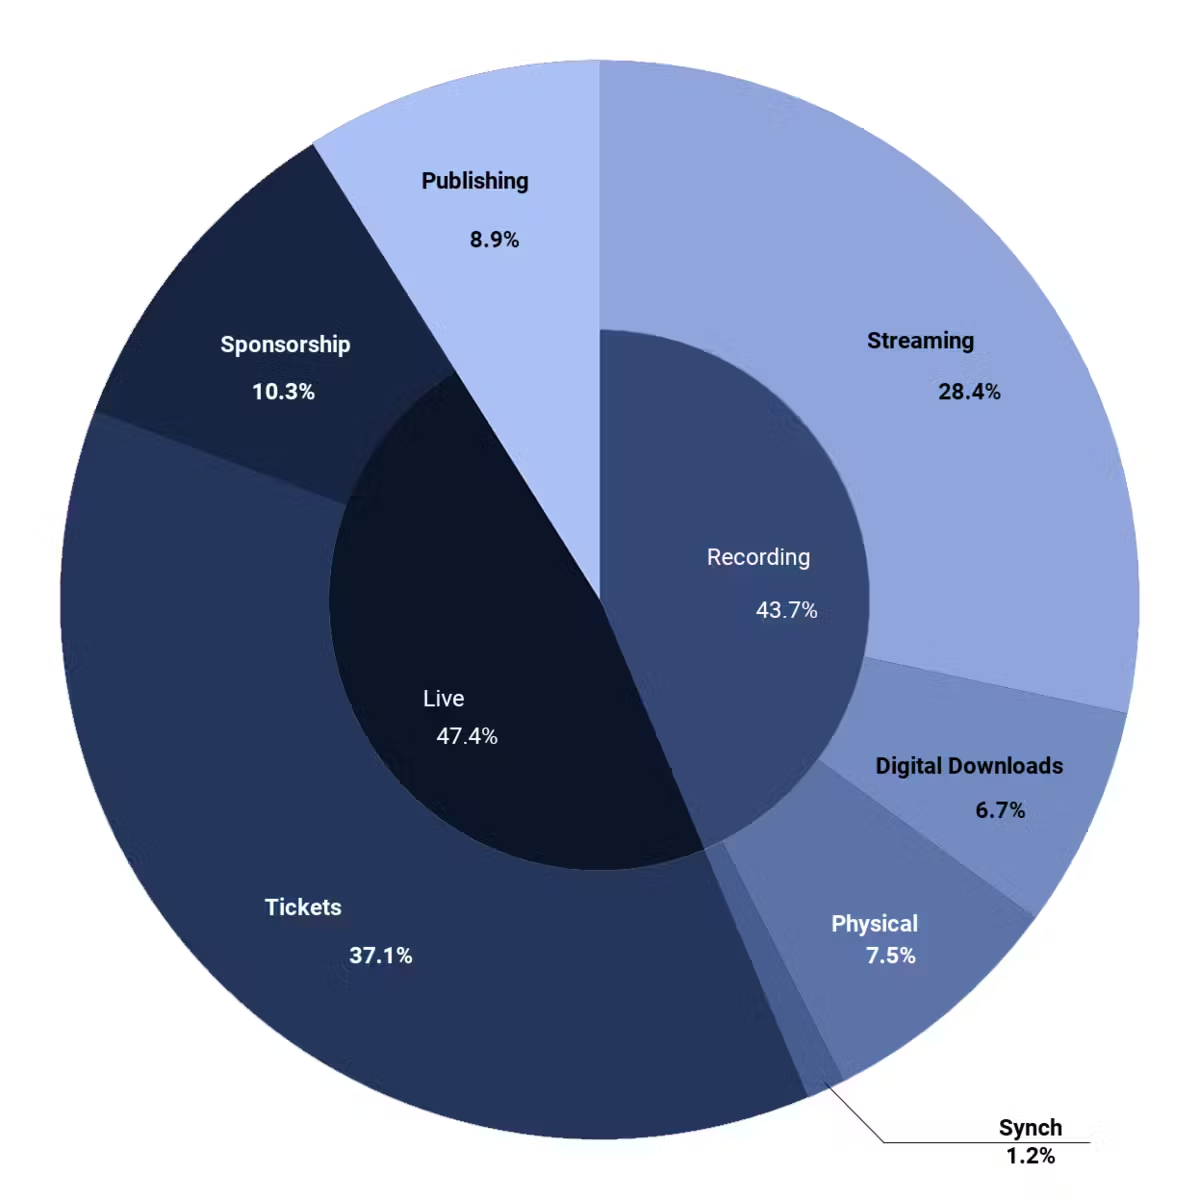 Publishing
8.9%
Streaming
28.4%
Sponsorship
10.3%
Recording
43.7%
Live
47.4%
Digital Downloads
6.7%
Tickets
37.1%
Physical
7.5%
Synch
1.2%